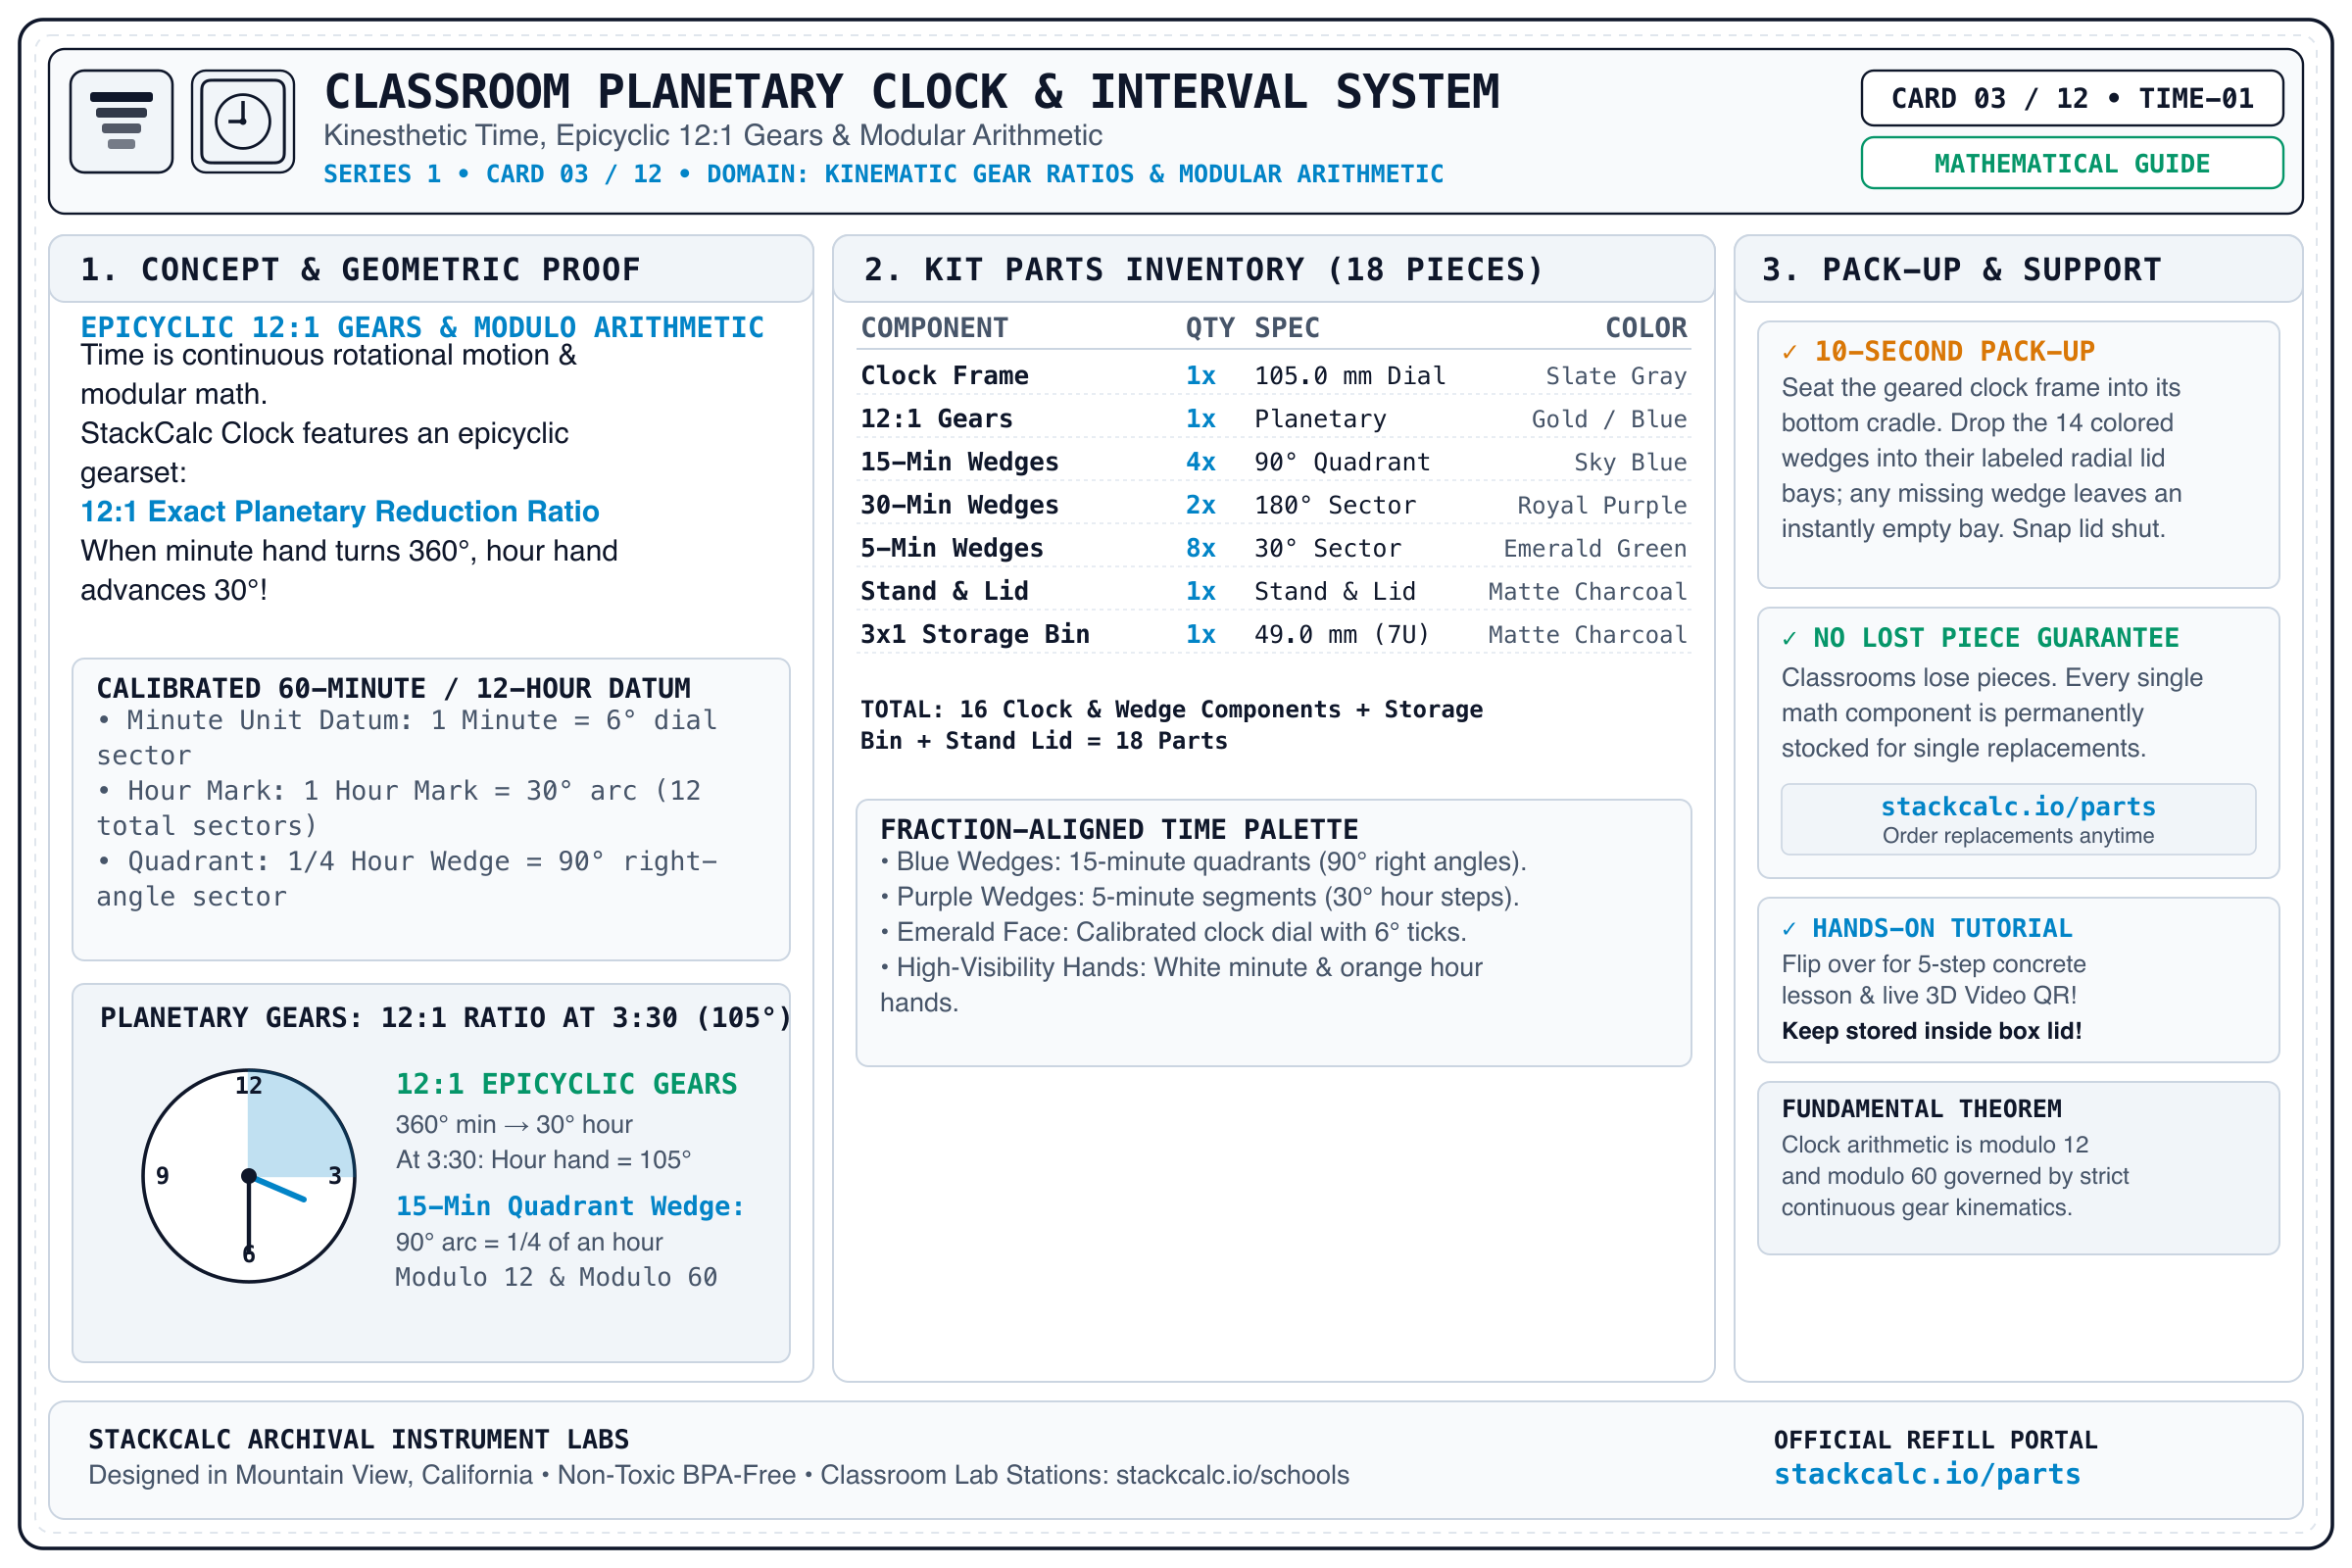 CLASSROOM PLANETARY CLOCK & INTERVAL SYSTEM
Kinesthetic Time, Epicyclic 12:1 Gears & Modular Arithmetic
SERIES 1 • CARD 03 / 12 • DOMAIN: KINEMATIC GEAR RATIOS & MODULAR ARITHMETIC
CARD 03 / 12 • TIME-01
MATHEMATICAL GUIDE
1. CONCEPT & GEOMETRIC PROOF
EPICYCLIC 12:1 GEARS & MODULO ARITHMETIC
Time is continuous rotational motion &
modular math.
StackCalc Clock features an epicyclic
gearset:
12:1 Exact Planetary Reduction Ratio
When minute hand turns 360°, hour hand
advances 30°!
CALIBRATED 60-MINUTE / 12-HOUR DATUM
• Minute Unit Datum: 1 Minute = 6° dial
sector
• Hour Mark: 1 Hour Mark = 30° arc (12
total sectors)
• Quadrant: 1/4 Hour Wedge = 90° right-
angle sector
PLANETARY GEARS: 12:1 RATIO AT 3:30 (105°)
12
9
3
6
12:1 EPICYCLIC GEARS
360° min → 30° hour
At 3:30: Hour hand = 105°
15-Min Quadrant Wedge:
90° arc = 1/4 of an hour
Modulo 12 & Modulo 60
2. KIT PARTS INVENTORY (18 PIECES)
COMPONENT QTY SPEC COLOR
Clock Frame 1x 105.0 mm Dial Slate Gray
12:1 Gears 1x Planetary Gold / Blue
15-Min Wedges 4x 90° Quadrant Sky Blue
30-Min Wedges 2x 180° Sector Royal Purple
5-Min Wedges 8x 30° Sector Emerald Green
Stand & Lid 1x Stand & Lid Matte Charcoal
3x1 Storage Bin 1x 49.0 mm (7U) Matte Charcoal
TOTAL: 16 Clock & Wedge Components + Storage
Bin + Stand Lid = 18 Parts
FRACTION-ALIGNED TIME PALETTE
• Blue Wedges: 15-minute quadrants (90° right angles).
• Purple Wedges: 5-minute segments (30° hour steps).
• Emerald Face: Calibrated clock dial with 6° ticks.
• High-Visibility Hands: White minute & orange hour
hands.
3. PACK-UP & SUPPORT
✓ 10-SECOND PACK-UP
Seat the geared clock frame into its
bottom cradle. Drop the 14 colored
wedges into their labeled radial lid
bays; any missing wedge leaves an
instantly empty bay. Snap lid shut.
✓ NO LOST PIECE GUARANTEE
Classrooms lose pieces. Every single
math component is permanently
stocked for single replacements.
stackcalc.io/parts
Order replacements anytime
✓ HANDS-ON TUTORIAL
Flip over for 5-step concrete
lesson & live 3D Video QR!
Keep stored inside box lid!
FUNDAMENTAL THEOREM
Clock arithmetic is modulo 12
and modulo 60 governed by strict
continuous gear kinematics.
STACKCALC ARCHIVAL INSTRUMENT LABS
Designed in Mountain View, California • Non-Toxic BPA-Free • Classroom Lab Stations: stackcalc.io/schools
OFFICIAL REFILL PORTAL
stackcalc.io/parts